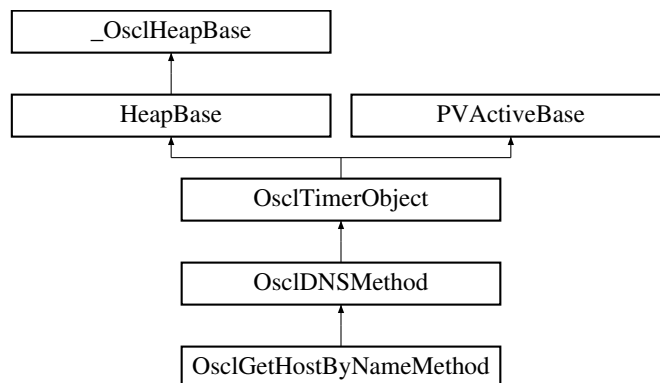 _OsclHeapBase
HeapBase
PVActiveBase
OsclTimerObject
OsclDNSMethod
OsclGetHostByNameMethod